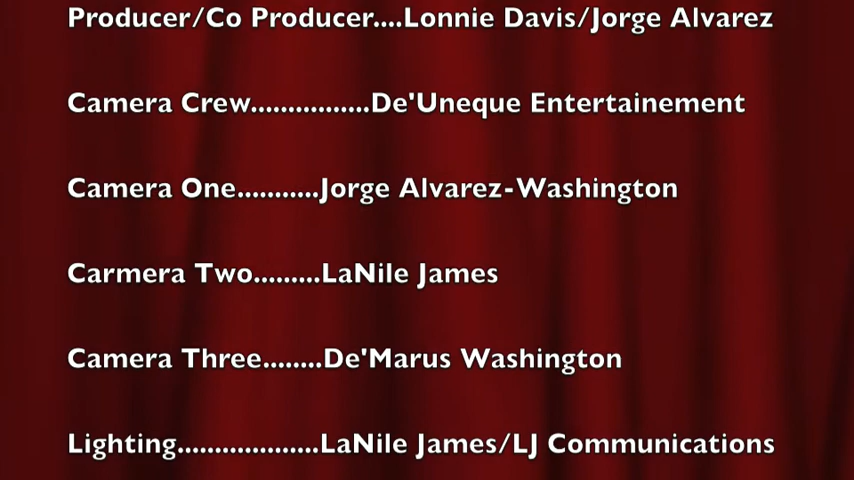 Producer/Co Producer....Lonnie Davis/Jorge Alvarez
Camera Crew................De'Uneque Entertainement
Camera One...........Jorge Alvarez-Washington
Carmera Two.........LaNile James
Camera Three........De'Marus Washington
Lighting...................LaNile James/LJ Communications